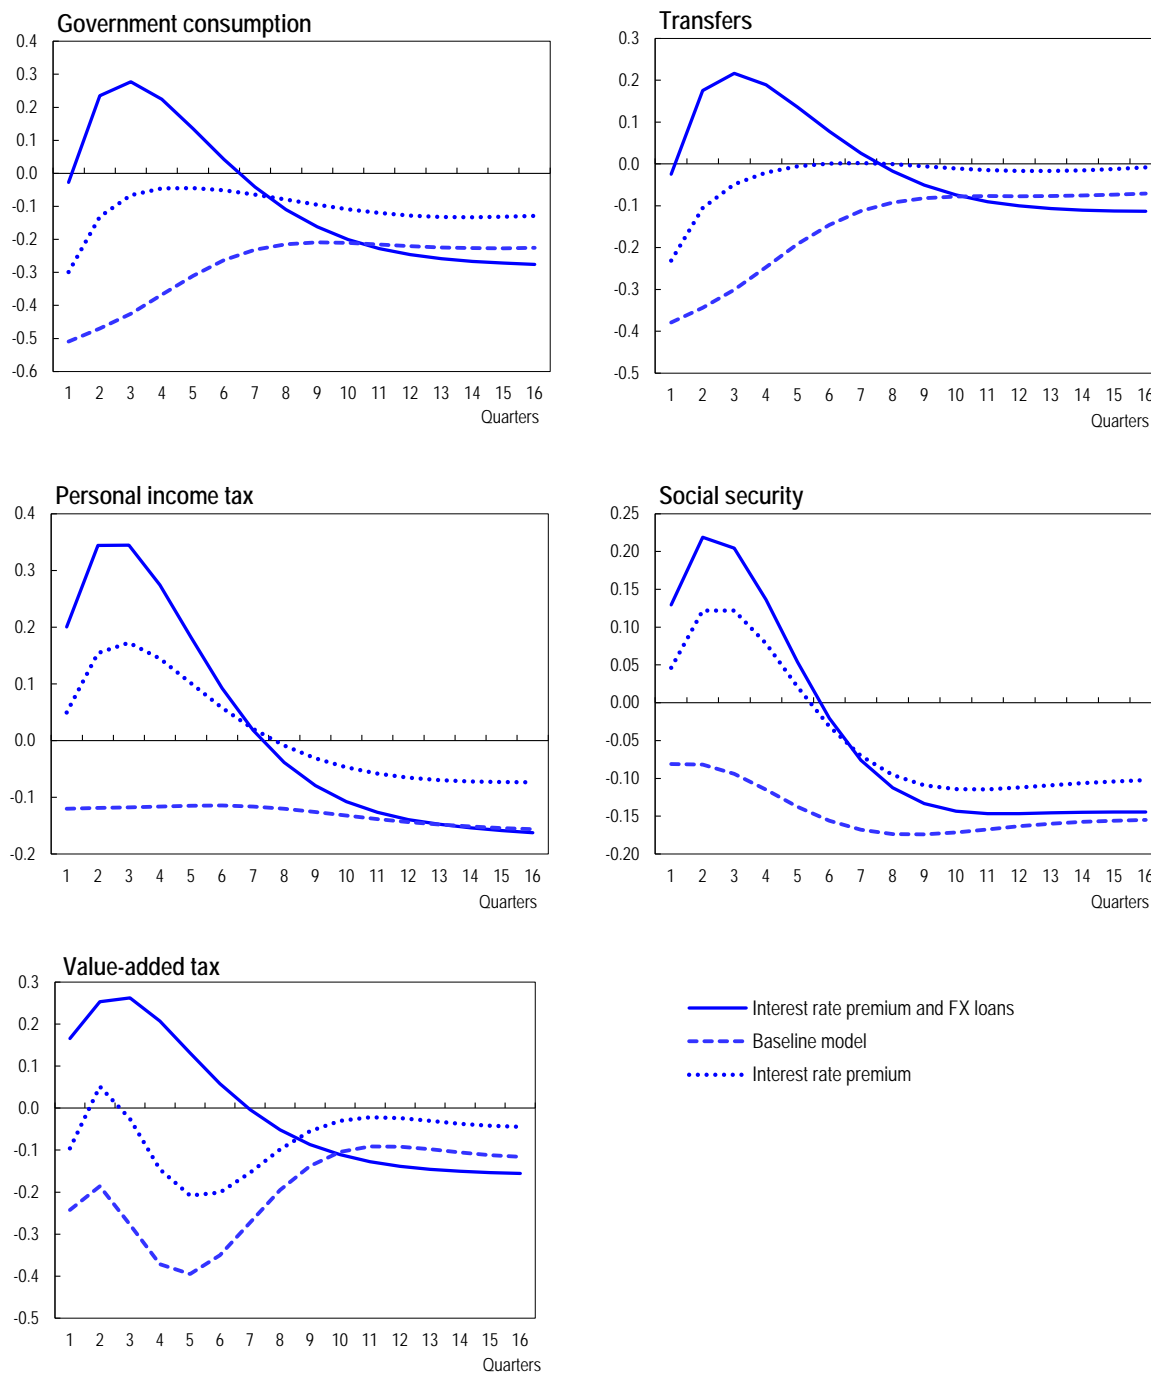 Government consumption
0.4
0.3
0.2
0.1
0.0
-0.1
-0.2
-0.3
-0.4
-0.5
-0.6
1 2 3 4 5 6 7 8 9 10 11 12 13 14 15 16
Quarters
Transfers
0.3
0.2
0.1
0.0
-0.1
-0.2
-0.3
-0.4
-0.5
1 2 3 4 5 6 7 8 9 10 11 12 13 14 15 16
Quarters
Personal income tax
0.4
0.3
0.2
0.1
0.0
-0.1
-0.2
1 2 3 4 5 6 7 8 9 10 11 12 13 14 15 16
Quarters
Social security
0.25
0.20
0.15
0.10
0.05
0.00
-0.05
-0.10
-0.15
-0.20
1 2 3 4 5 6 7 8 9 10 11 12 13 14 15 16
Quarters
Value-added tax
0.3
0.2
0.1
0.0
-0.1
-0.2
-0.3
-0.4
-0.5
1 2 3 4 5 6 7 8 9 10 11 12 13 14 15 16
Quarters
Interest rate premium and FX loans
Baseline model
Interest rate premium